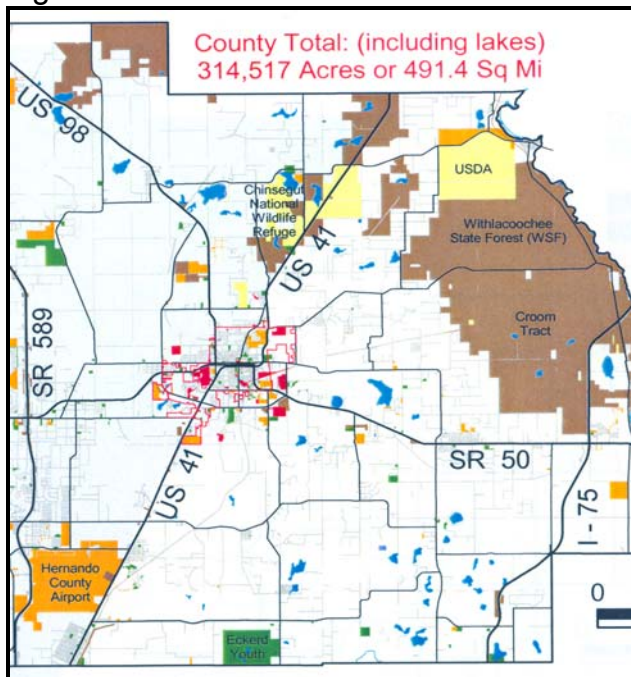 County Total: (including lakes)
314,517 Acres or 491.4 Sq Mi
US 98
USDA
Chinsegut
National
Wildlife
Refuge
US 41
Withlacoochee
State Forest (WSF)
Croom
Tract
SR 589
US 41
SR 50
I - 75
Hernando
County
Airport
0
Eckerd
Youth